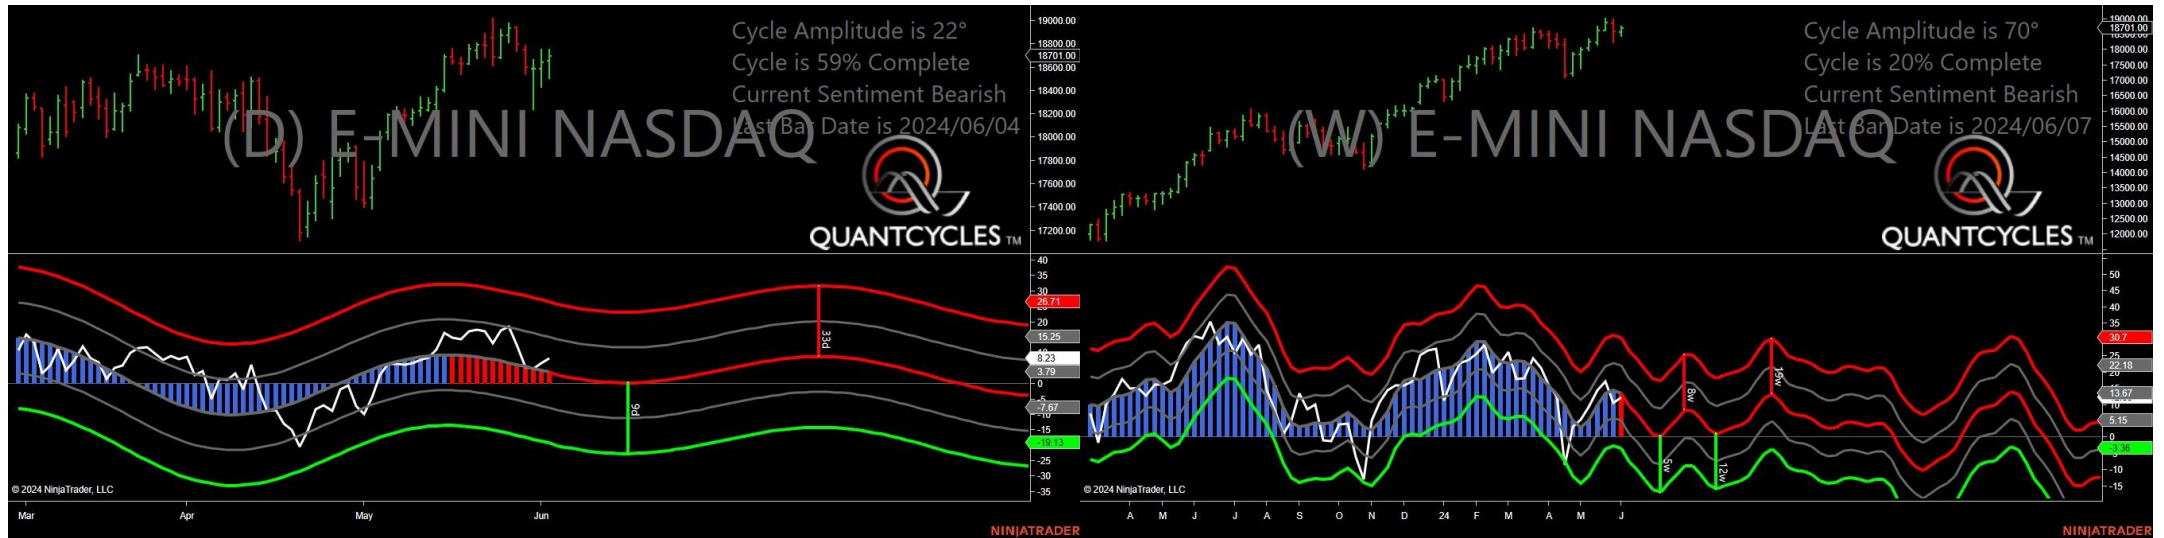 Cycle Amplitude is 22°
Cycle is 59% Complete
Current Sentiment Bearish
Last Bar Date is 2024/06/04
(D) E-MINI NASDAQ
QUANTCYCLES TM
19000.00
18800.00
18701.00
18600.00
18400.00
18200.00
18000.00
17800.00
17600.00
17400.00
17200.00
40
35
30
26.71
20
15.25
8.23
3.79
0
-5
-7.67
-10
-15
-19.13
-25
-30
-35
33d
9d
© 2024 NinjaTrader, LLC
Mar Apr May Jun
NINJATRADER
Cycle Amplitude is 70°
Cycle is 20% Complete
Current Sentiment Bearish
Last Bar Date is 2024/06/07
(W) E-MINI NASDAQ
QUANTCYCLES TM
19000.00
18701.00
18000.00
17500.00
17000.00
16500.00
16000.00
15500.00
15000.00
14500.00
14000.00
13500.00
13000.00
12500.00
12000.00
50
45
40
35
30.7
25
22.18
13.67
10
5.15
0
-3.36
-10
-15
8w
19w
5w
12w
© 2024 NinjaTrader, LLC
A M J J A S O N D 24 F M A M J
NINJATRADER